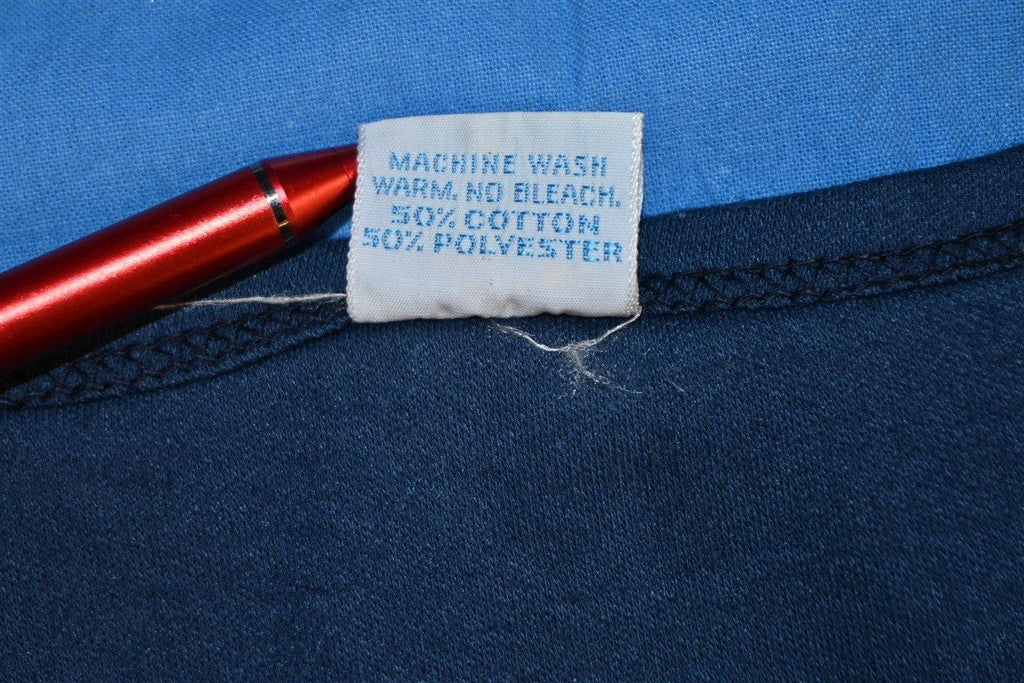 MACHINE WASH
WARM. NO BLEACH.
50% COTTON
50% POLYESTER